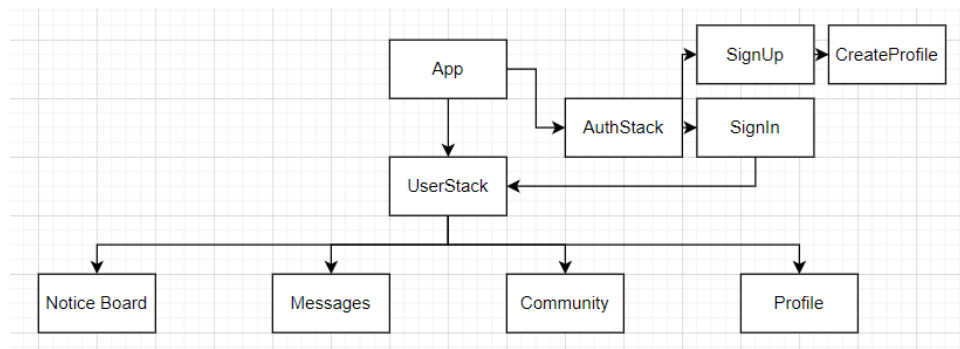 SignUp
CreateProfile
App
AuthStack
SignIn
UserStack
Notice Board
Messages
Community
Profile